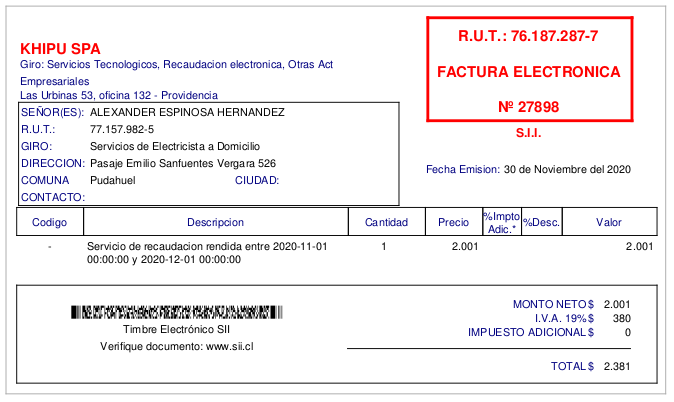 KHIPU SPA
Giro: Servicios Tecnologicos, Recaudacion electronica, Otras Act
Empresariales
Las Urbinas 53, oficina 132 - Providencia
R.U.T.: 76.187.287-7
FACTURA ELECTRONICA
Nº 27898
S.I.I.
SEÑOR(ES): ALEXANDER ESPINOSA HERNANDEZ
R.U.T.: 77.157.982-5
GIRO: Servicios de Electricista a Domicilio
DIRECCION: Pasaje Emilio Sanfuentes Vergara 526
COMUNA Pudahuel CIUDAD:
CONTACTO:
Fecha Emision: 30 de Noviembre del 2020
Codigo Descripcion Cantidad Precio %Impto Adic.* %Desc. Valor
- Servicio de recaudacion rendida entre 2020-11-01 1 2.001 2.001
00:00:00 y 2020-12-01 00:00:00
Timbre Electrónico SII
Verifique documento: www.sii.cl
MONTO NETO $ 2.001
I.V.A. 19% $ 380
IMPUESTO ADICIONAL $ 0
TOTAL $ 2.381